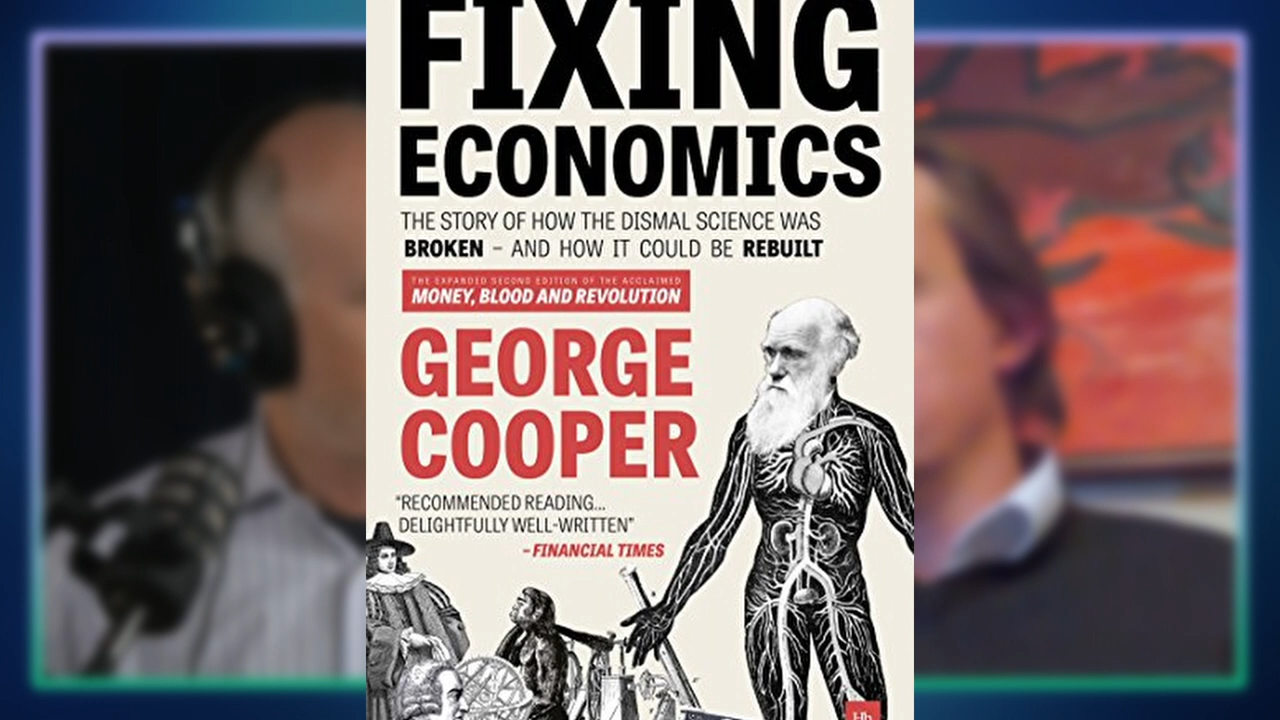 FIXING
ECONOMICS
THE STORY OF HOW THE DISMAL SCIENCE WAS
BROKEN – AND HOW IT COULD BE REBUILT
THE EXPANDED SECOND EDITION OF THE ACCLAIMED
MONEY, BLOOD AND REVOLUTION
GEORGE
COOPER
“RECOMMENDED READING...
DELIGHTFULLY WELL-WRITTEN”
– FINANCIAL TIMES
Hh